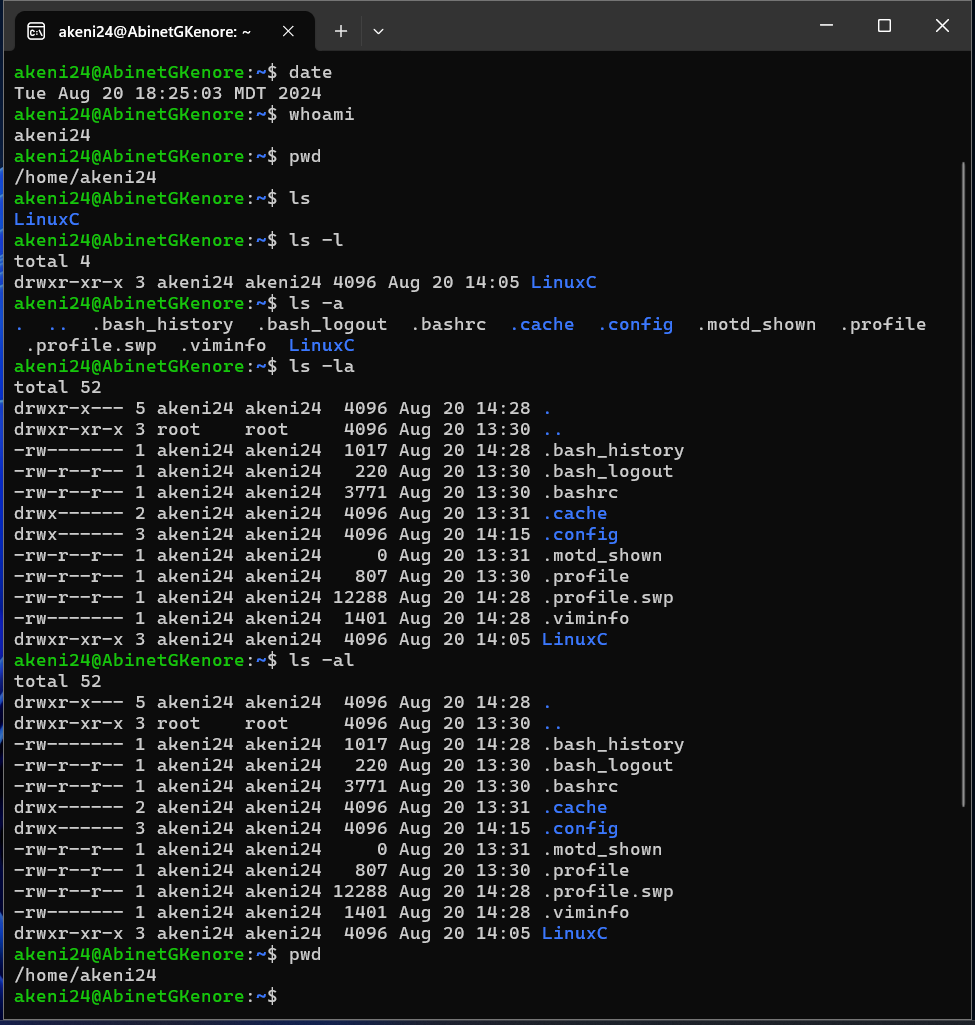 akeni24@AbinetGKenore: ~
akeni24@AbinetGKenore:~$ date
Tue Aug 20 18:25:03 MDT 2024
akeni24@AbinetGKenore:~$ whoami
akeni24
akeni24@AbinetGKenore:~$ pwd
/home/akeni24
akeni24@AbinetGKenore:~$ ls
LinuxC
akeni24@AbinetGKenore:~$ ls -l
total 4
drwxr-xr-x 3 akeni24 akeni24 4096 Aug 20 14:05 LinuxC
akeni24@AbinetGKenore:~$ ls -a
.  ..  .bash_history  .bash_logout  .bashrc  .cache  .config  .motd_shown  .profile
 .profile.swp  .viminfo  LinuxC
akeni24@AbinetGKenore:~$ ls -la
total 52
drwxr-x--- 5 akeni24 akeni24  4096 Aug 20 14:28 .
drwxr-xr-x 3 root    root     4096 Aug 20 13:30 ..
-rw------- 1 akeni24 akeni24  1017 Aug 20 14:28 .bash_history
-rw-r--r-- 1 akeni24 akeni24   220 Aug 20 13:30 .bash_logout
-rw-r--r-- 1 akeni24 akeni24  3771 Aug 20 13:30 .bashrc
drwx------ 2 akeni24 akeni24  4096 Aug 20 13:31 .cache
drwx------ 3 akeni24 akeni24  4096 Aug 20 14:15 .config
-rw-r--r-- 1 akeni24 akeni24     0 Aug 20 13:31 .motd_shown
-rw-r--r-- 1 akeni24 akeni24   807 Aug 20 13:30 .profile
-rw-r--r-- 1 akeni24 akeni24 12288 Aug 20 14:28 .profile.swp
-rw------- 1 akeni24 akeni24  1401 Aug 20 14:28 .viminfo
drwxr-xr-x 3 akeni24 akeni24  4096 Aug 20 14:05 LinuxC
akeni24@AbinetGKenore:~$ ls -al
total 52
drwxr-x--- 5 akeni24 akeni24  4096 Aug 20 14:28 .
drwxr-xr-x 3 root    root     4096 Aug 20 13:30 ..
-rw------- 1 akeni24 akeni24  1017 Aug 20 14:28 .bash_history
-rw-r--r-- 1 akeni24 akeni24   220 Aug 20 13:30 .bash_logout
-rw-r--r-- 1 akeni24 akeni24  3771 Aug 20 13:30 .bashrc
drwx------ 2 akeni24 akeni24  4096 Aug 20 13:31 .cache
drwx------ 3 akeni24 akeni24  4096 Aug 20 14:15 .config
-rw-r--r-- 1 akeni24 akeni24     0 Aug 20 13:31 .motd_shown
-rw-r--r-- 1 akeni24 akeni24   807 Aug 20 13:30 .profile
-rw-r--r-- 1 akeni24 akeni24 12288 Aug 20 14:28 .profile.swp
-rw------- 1 akeni24 akeni24  1401 Aug 20 14:28 .viminfo
drwxr-xr-x 3 akeni24 akeni24  4096 Aug 20 14:05 LinuxC
akeni24@AbinetGKenore:~$ pwd
/home/akeni24
akeni24@AbinetGKenore:~$